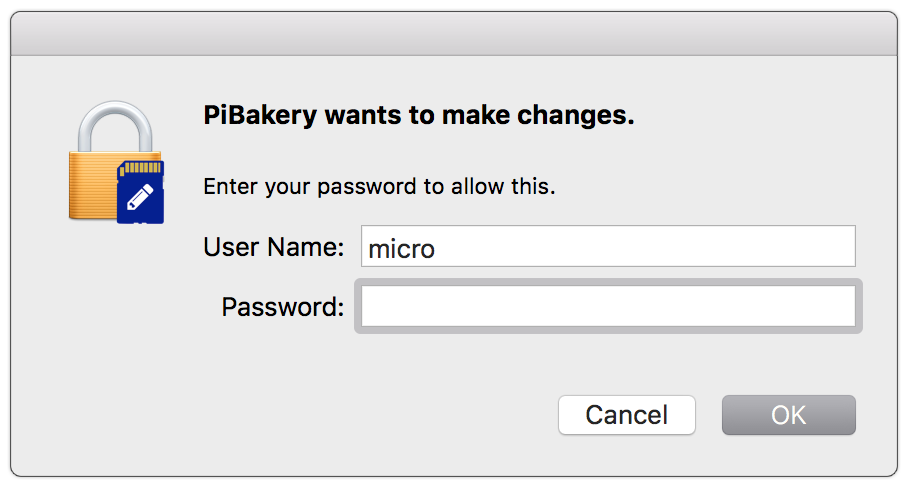 PiBakery wants to make changes.
Enter your password to allow this.
User Name: micro
Password:
Cancel OK